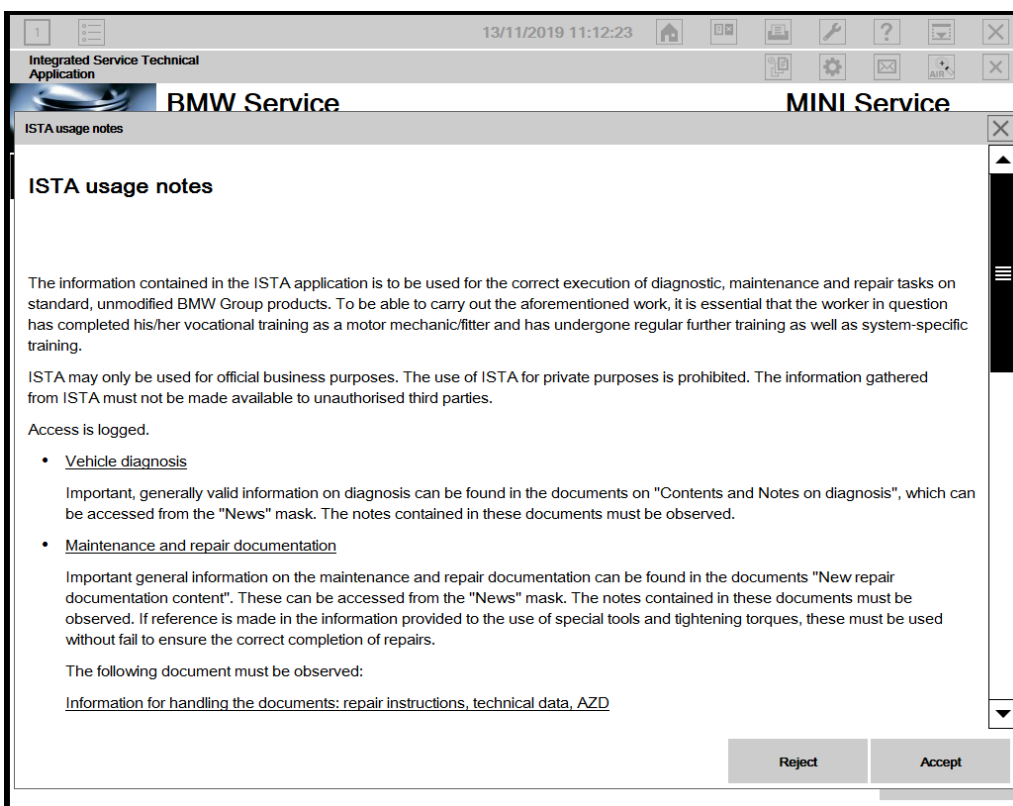 1
13/11/2019 11:12:23
?
Integrated Service Technical
Application
AIR
BMW Service
MINI Service
ISTA usage notes
ISTA usage notes
The information contained in the ISTA application is to be used for the correct execution of diagnostic, maintenance and repair tasks on
standard, unmodified BMW Group products. To be able to carry out the aforementioned work, it is essential that the worker in question
has completed his/her vocational training as a motor mechanic/fitter and has undergone regular further training as well as system-specific
training.
ISTA may only be used for official business purposes. The use of ISTA for private purposes is prohibited. The information gathered
from ISTA must not be made available to unauthorised third parties.
Access is logged.
• Vehicle diagnosis
Important, generally valid information on diagnosis can be found in the documents on "Contents and Notes on diagnosis", which can
be accessed from the "News" mask. The notes contained in these documents must be observed.
• Maintenance and repair documentation
Important general information on the maintenance and repair documentation can be found in the documents "New repair
documentation content". These can be accessed from the "News" mask. The notes contained in these documents must be
observed. If reference is made in the information provided to the use of special tools and tightening torques, these must be used
without fail to ensure the correct completion of repairs.
The following document must be observed:
Information for handling the documents: repair instructions, technical data, AZD
Reject
Accept